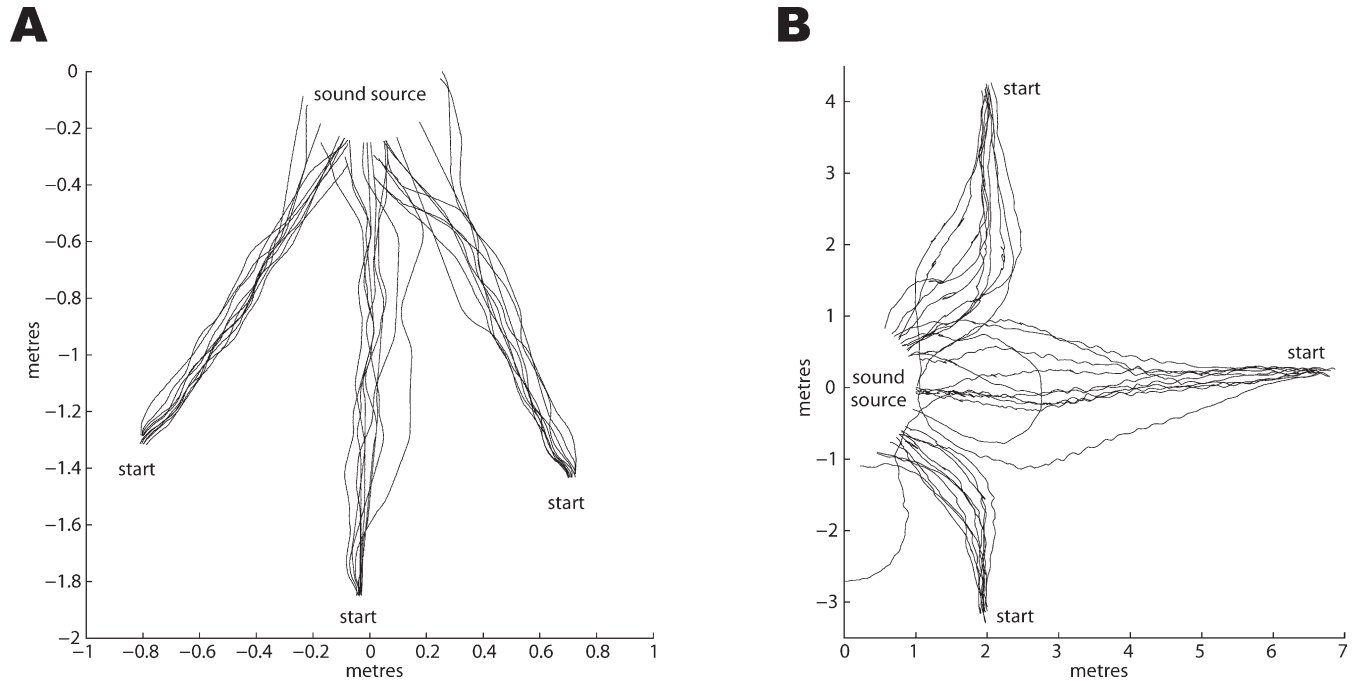 A
0
−0.2
−0.4
−0.6
−0.8
−1
−1.2
−1.4
−1.6
−1.8
−2
metres
sound source
start
start
start
−1 −0.8 −0.6 −0.4 −0.2 0 0.2 0.4 0.6 0.8 1
metres
B
4
3
2
1
0
−1
−2
−3
metres
start
start
sound
source
start
0 1 2 3 4 5 6 7
metres